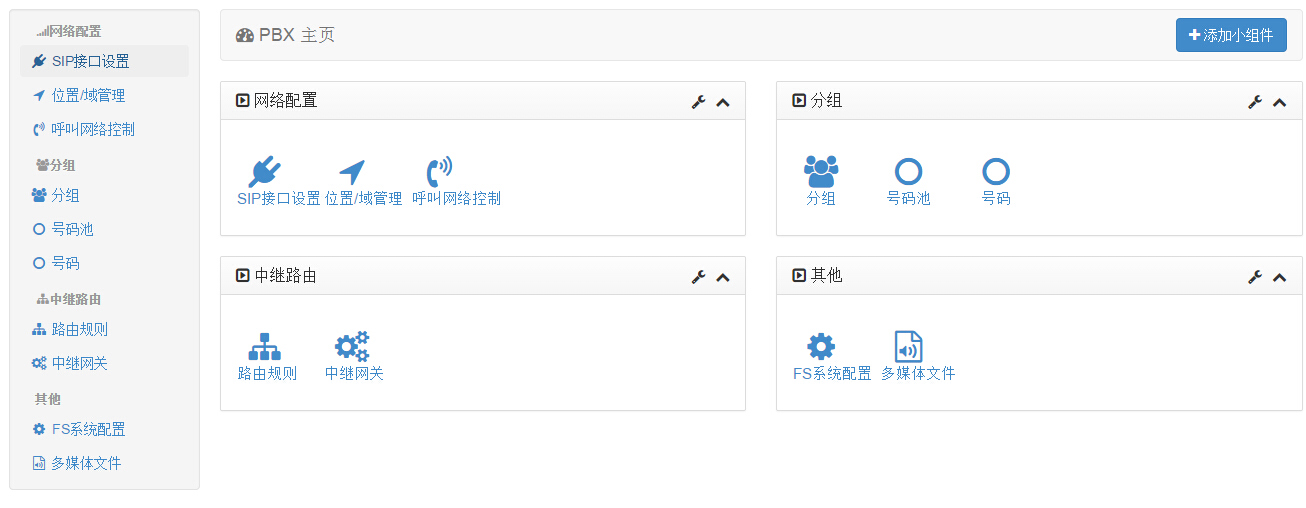 网络配置
SIP接口设置
位置/域管理
呼叫网络控制
分组
分组
号码池
号码
中继路由
路由规则
中继网关
其他
FS系统配置
多媒体文件
PBX 主页
添加小组件
网络配置
SIP接口设置 位置/域管理 呼叫网络控制
分组
分组 号码池 号码
中继路由
路由规则 中继网关
其他
FS系统配置 多媒体文件